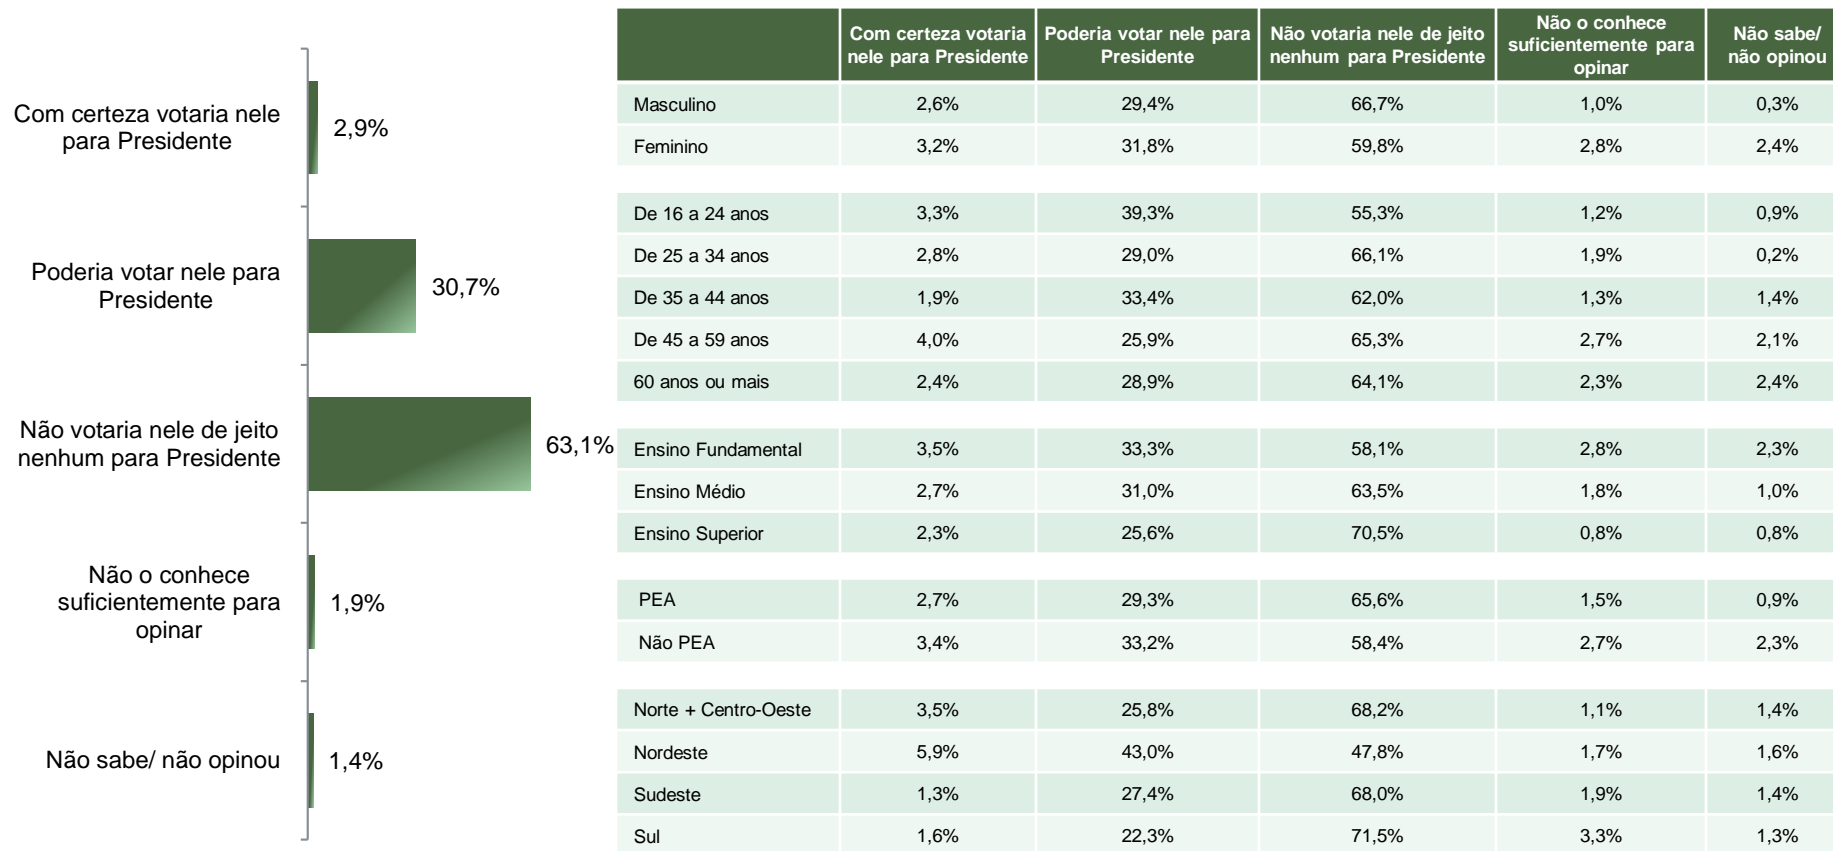 Com certeza votaria nele
para Presidente
2,9%
Poderia votar nele para
Presidente
30,7%
Não votaria nele de jeito
nenhum para Presidente
63,1%
Não o conhece
suficientemente para
opinar
1,9%
Não sabe/ não opinou
1,4%
Com certeza votaria
nele para Presidente
Poderia votar nele para
Presidente
Não votaria nele de jeito
nenhum para Presidente
Não o conhece
suficientemente para
opinar
Não sabe/
não opinou
Masculino 2,6% 29,4% 66,7% 1,0% 0,3%
Feminino 3,2% 31,8% 59,8% 2,8% 2,4%
De 16 a 24 anos 3,3% 39,3% 55,3% 1,2% 0,9%
De 25 a 34 anos 2,8% 29,0% 66,1% 1,9% 0,2%
De 35 a 44 anos 1,9% 33,4% 62,0% 1,3% 1,4%
De 45 a 59 anos 4,0% 25,9% 65,3% 2,7% 2,1%
60 anos ou mais 2,4% 28,9% 64,1% 2,3% 2,4%
Ensino Fundamental 3,5% 33,3% 58,1% 2,8% 2,3%
Ensino Médio 2,7% 31,0% 63,5% 1,8% 1,0%
Ensino Superior 2,3% 25,6% 70,5% 0,8% 0,8%
PEA 2,7% 29,3% 65,6% 1,5% 0,9%
Não PEA 3,4% 33,2% 58,4% 2,7% 2,3%
Norte + Centro-Oeste 3,5% 25,8% 68,2% 1,1% 1,4%
Nordeste 5,9% 43,0% 47,8% 1,7% 1,6%
Sudeste 1,3% 27,4% 68,0% 1,9% 1,4%
Sul 1,6% 22,3% 71,5% 3,3% 1,3%